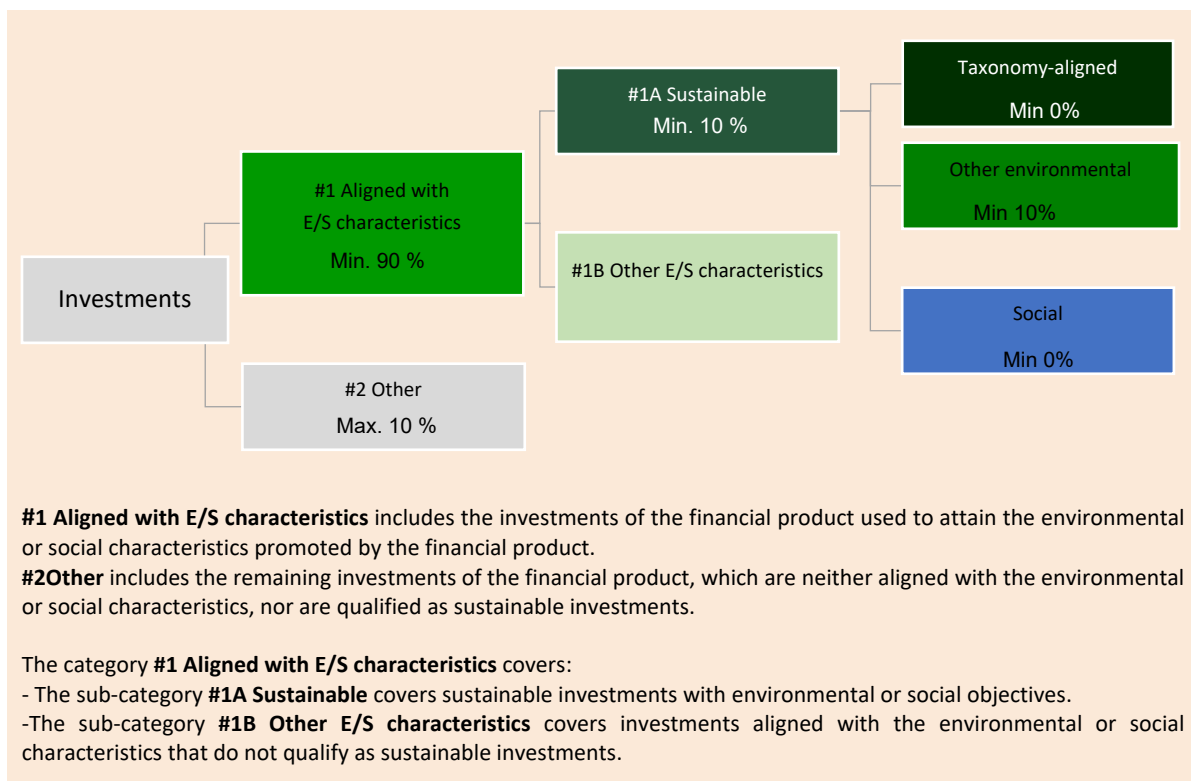 Investments
#1 Aligned with
E/S characteristics
Min. 90 %
#2 Other
Max. 10 %
#1A Sustainable
Min. 10 %
#1B Other E/S characteristics
Taxonomy-aligned
Min 0%
Other environmental
Min 10%
Social
Min 0%
#1 Aligned with E/S characteristics includes the investments of the financial product used to attain the environmental
or social characteristics promoted by the financial product.
#2Other includes the remaining investments of the financial product, which are neither aligned with the environmental
or social characteristics, nor are qualified as sustainable investments.
The category #1 Aligned with E/S characteristics covers:
- The sub-category #1A Sustainable covers sustainable investments with environmental or social objectives.
-The sub-category #1B Other E/S characteristics covers investments aligned with the environmental or social
characteristics that do not qualify as sustainable investments.